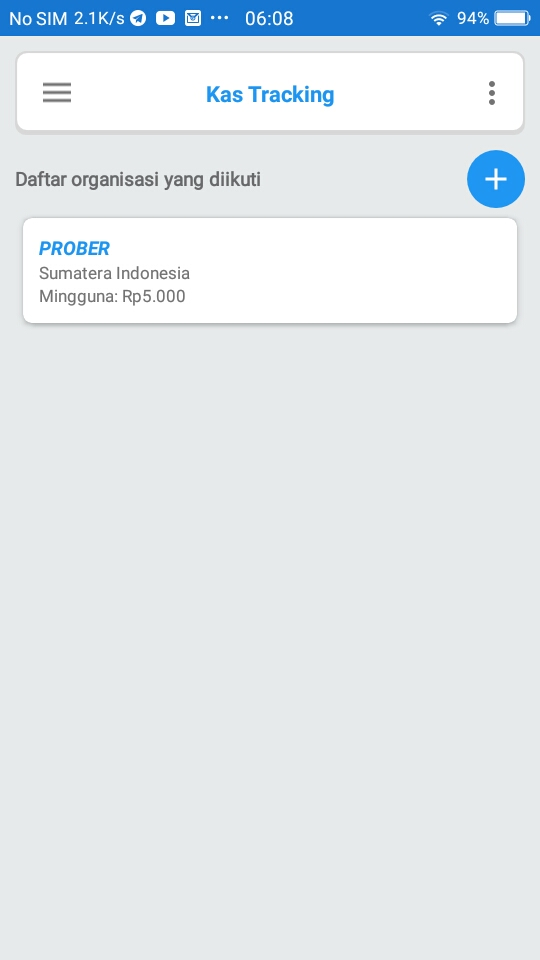 No SIM 2.1K/s 06:08 94%
Kas Tracking
Daftar organisasi yang diikuti
PROBER
Sumatera Indonesia
Mingguna: Rp5.000